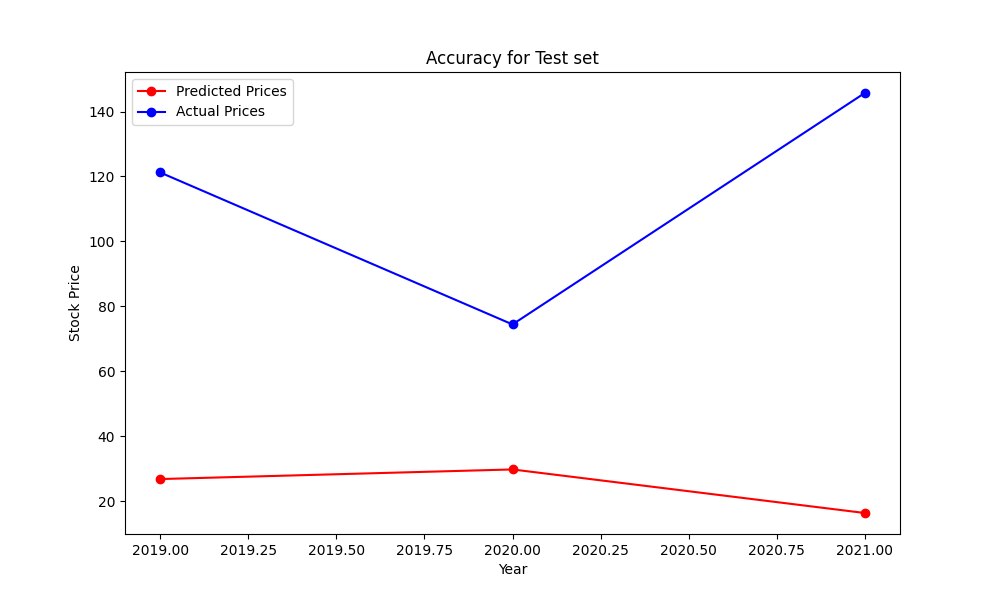 Accuracy for Test set
Predicted Prices
Actual Prices
Stock Price
140
120
100
80
60
40
20
2019.00 2019.25 2019.50 2019.75 2020.00 2020.25 2020.50 2020.75 2021.00
Year